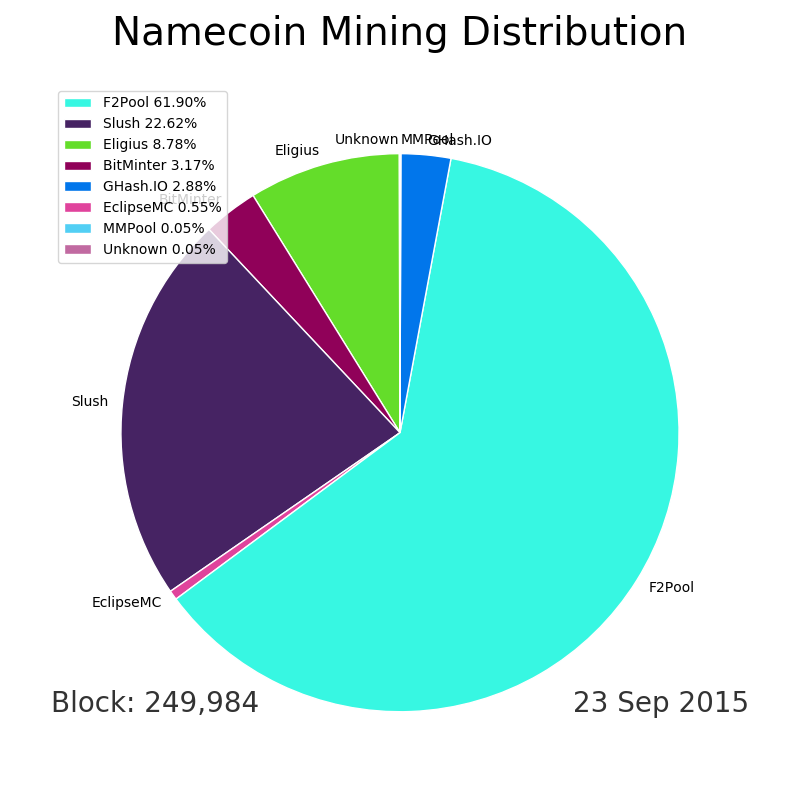 Namecoin Mining Distribution
F2Pool 61.90%
Slush 22.62%
Eligius 8.78%
BitMinter 3.17%
GHash.IO 2.88%
EclipseMC 0.55%
MMPool 0.05%
Unknown 0.05%
Unknown
MMPool
GHash.IO
Eligius
BitMinter
Slush
F2Pool
EclipseMC
Block: 249,984
23 Sep 2015